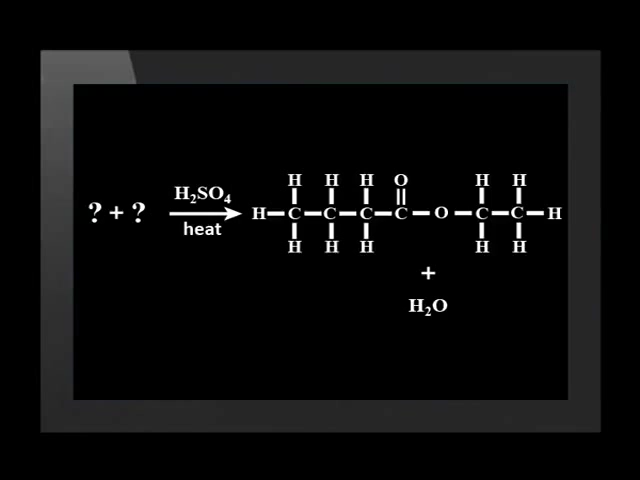 H H H O H H
? + ? H₂SO₄ H C C C C O C C H
heat H H H H H
+
H₂O